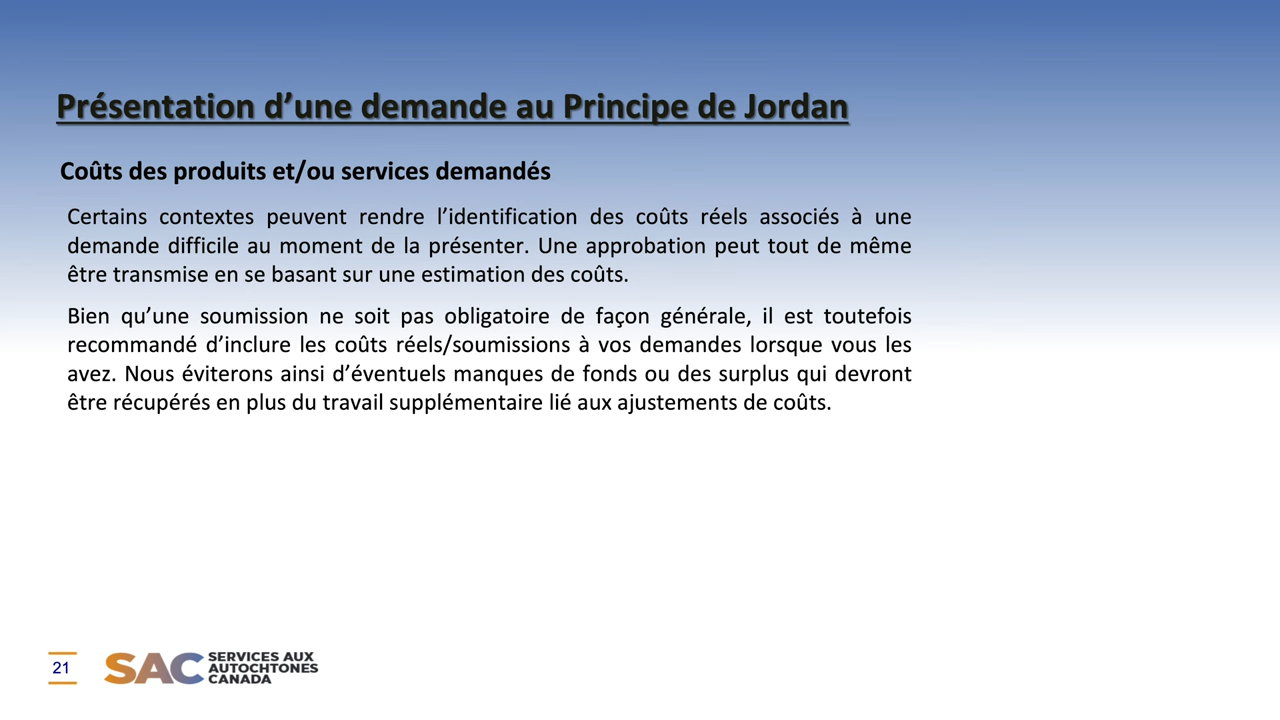 Présentation d’une demande au Principe de Jordan
Coûts des produits et/ou services demandés
Certains contextes peuvent rendre l’identification des coûts réels associés à une
demande difficile au moment de la présenter. Une approbation peut tout de même
être transmise en se basant sur une estimation des coûts.
Bien qu’une soumission ne soit pas obligatoire de façon générale, il est toutefois
recommandé d’inclure les coûts réels/soumissions à vos demandes lorsque vous les
avez. Nous éviterons ainsi d’éventuels manques de fonds ou des surplus qui devront
être récupérés en plus du travail supplémentaire lié aux ajustements de coûts.
21
SAC
SERVICES AUX
AUTOCHTONES
CANADA